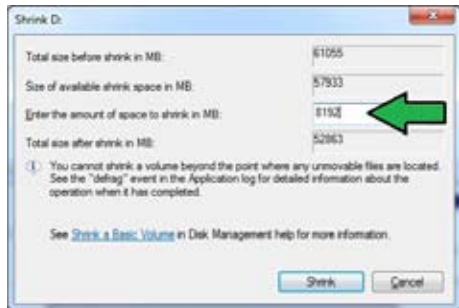 Shrink D:
Total size before shrink in MB: 61055
Size of available shrink space in MB: 57933
Enter the amount of space to shrink in MB: 8192
Total size after shrink in MB: 52863
You cannot shrink a volume beyond the point where any unmovable files are located.
See the "defrag" event in the Application log for detailed information about the
operation when it has completed.
See Shrink a Basic Volume in Disk Management help for more information.
Shrink Cancel